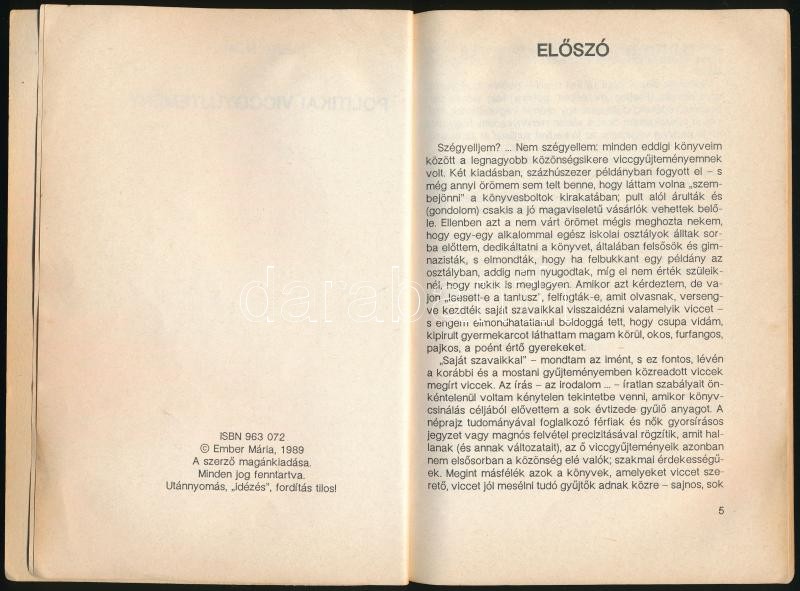 ISBN 963 072
© Ember Mária, 1989
A szerző magánkiadása.
Minden jog fenntartva.
Utánnyomás, „idézés”, fordítás tilos!
ELŐSZÓ
Szégyelljem? ... Nem szégyellem: minden eddigi könyveim
között a legnagyobb közönségsikere viccgyűjteményemnek
volt. Két kiadásban, százhúszezer példányban fogyott el – s
még annyi örömem sem telt benne, hogy láttam volna „szem-
bejönni” a könyvesboltok kirakatában; pult alól árulták és
(gondolom) csakis a jó magaviseletű vásárlók vehettek belő-
le. Ellenben azt a nem várt örömet mégis meghozta nekem,
hogy egy-egy alkalommal egész iskolai osztályok álltak sor-
ba előttem, dedikáltatni a könyvet, általában felsősök és gim-
nazisták, s elmondták, hogy ha felbukkant egy példány az
osztályban, addig nem nyugodtak, míg el nem érték szüleik-
nél, hogy nekik is meglegyen. Amikor azt kérdeztem, de va-
jon „leesett-e a tantusz”, felfogták-e, amit olvasnak, verseng-
ve kezdték saját szavaikkal visszaidézni valamelyik viccet –
s engem elmondhatatlanul boldoggá tett, hogy csupa vidám,
kipirult gyermekarcot láthattam magam körül, okos, furfangos,
pajkos, a poént értő gyerekeket.
„Saját szavaikkal” – mondtam az imént, s ez fontos, lévén
a korábbi és a mostani gyűjteményemben közreadott viccek
megírt viccek. Az írás – az irodalom ... – íratlan szabályait ön-
kéntelenül voltam kénytelen tekintetbe venni, amikor könyv-
csinálás céljából elővettem a sok évtizede gyűlő anyagot. A
néprajz tudományával foglalkozó férfiak és nők gyorsírásos
jegyzet vagy magnós felvétel precizitásával rögzítik, amit hal-
lanak (és annak változatait), az ő viccgyűjteményeik azonban
nem elsősorban a közönség elé valók; szakmai érdekességű-
ek. Megint másfélék azok a könyvek, amelyeket viccet sze-
rető, viccet jól mesélni tudó gyűjtők adnak közre – sajnos, sok
5